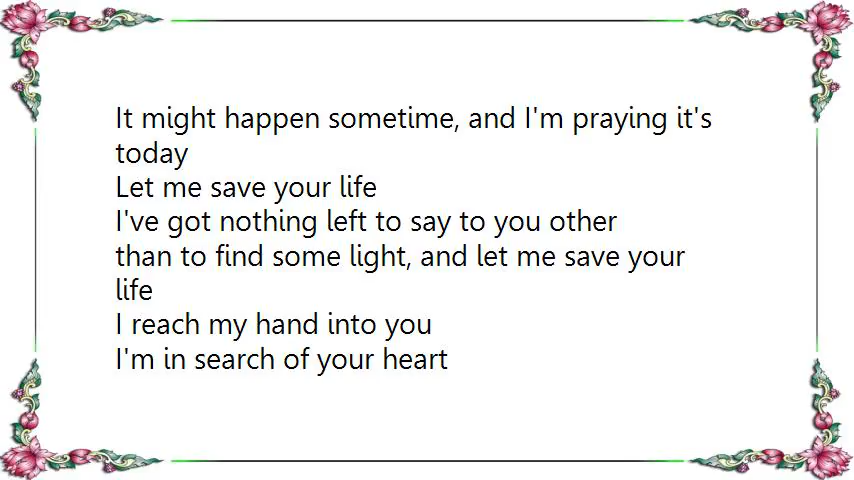 It might happen sometime, and I'm praying it's
today
Let me save your life
I've got nothing left to say to you other
than to find some light, and let me save your
life
I reach my hand into you
I'm in search of your heart